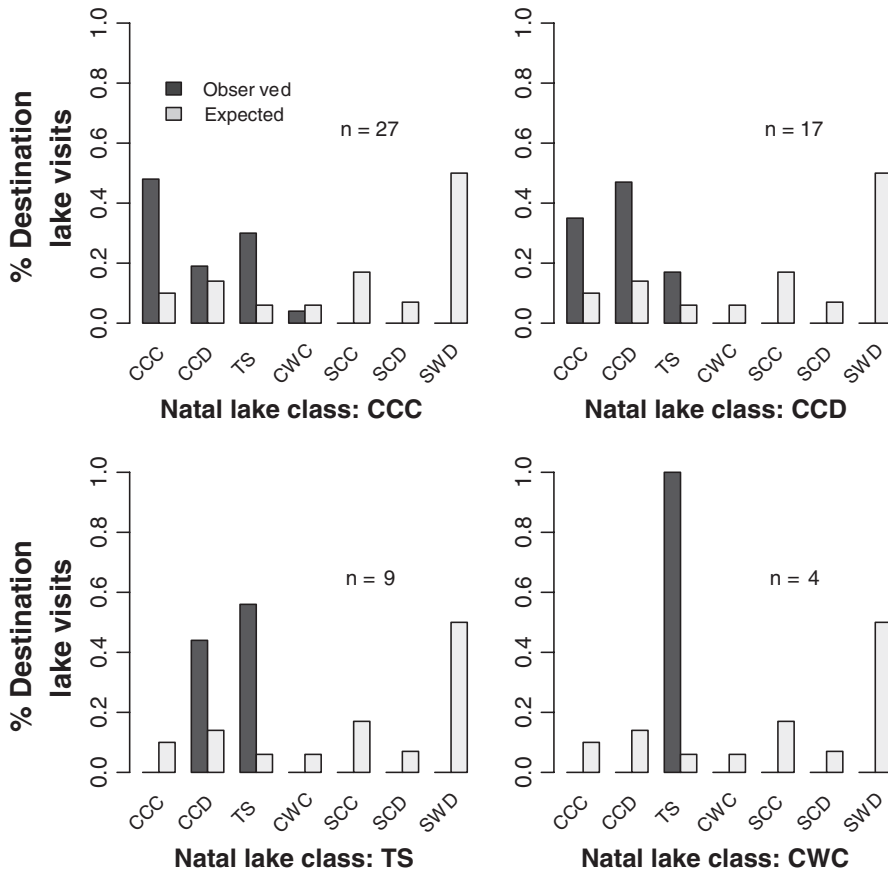 % Destination
lake visits
1.0
0.8
0.6
0.4
0.2
0.0
Obser ved
Expected
n = 27
CCC
CCD
TS
CWC
SCC
SCD
SWD
Natal lake class: CCC
1.0
0.8
0.6
0.4
0.2
0.0
n = 17
CCC
CCD
TS
CWC
SCC
SCD
SWD
Natal lake class: CCD
% Destination
lake visits
1.0
0.8
0.6
0.4
0.2
0.0
n = 9
CCC
CCD
TS
CWC
SCC
SCD
SWD
Natal lake class: TS
1.0
0.8
0.6
0.4
0.2
0.0
n = 4
CCC
CCD
TS
CWC
SCC
SCD
SWD
Natal lake class: CWC